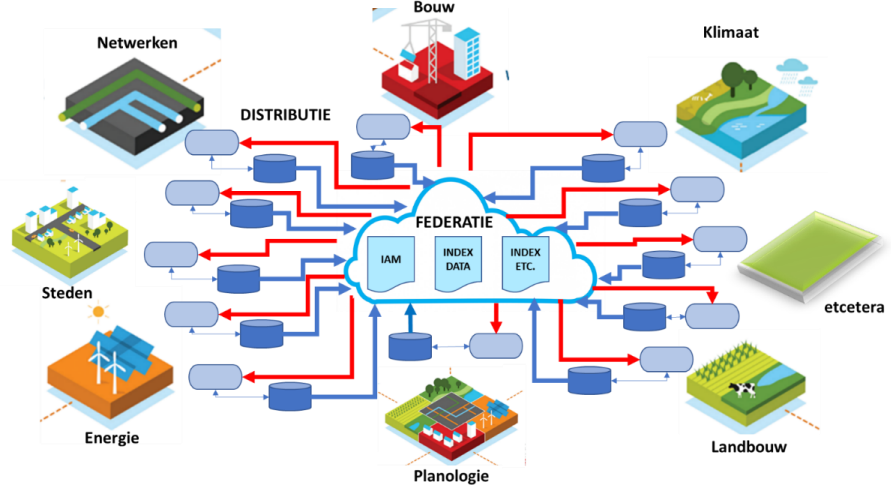 Bouw
Netwerken
Klimaat
DISTRIBUTIE
FEDERATIE
IAM
INDEX
DATA
INDEX
ETC.
Steden
etcetera
Energie
Planologie
Landbouw